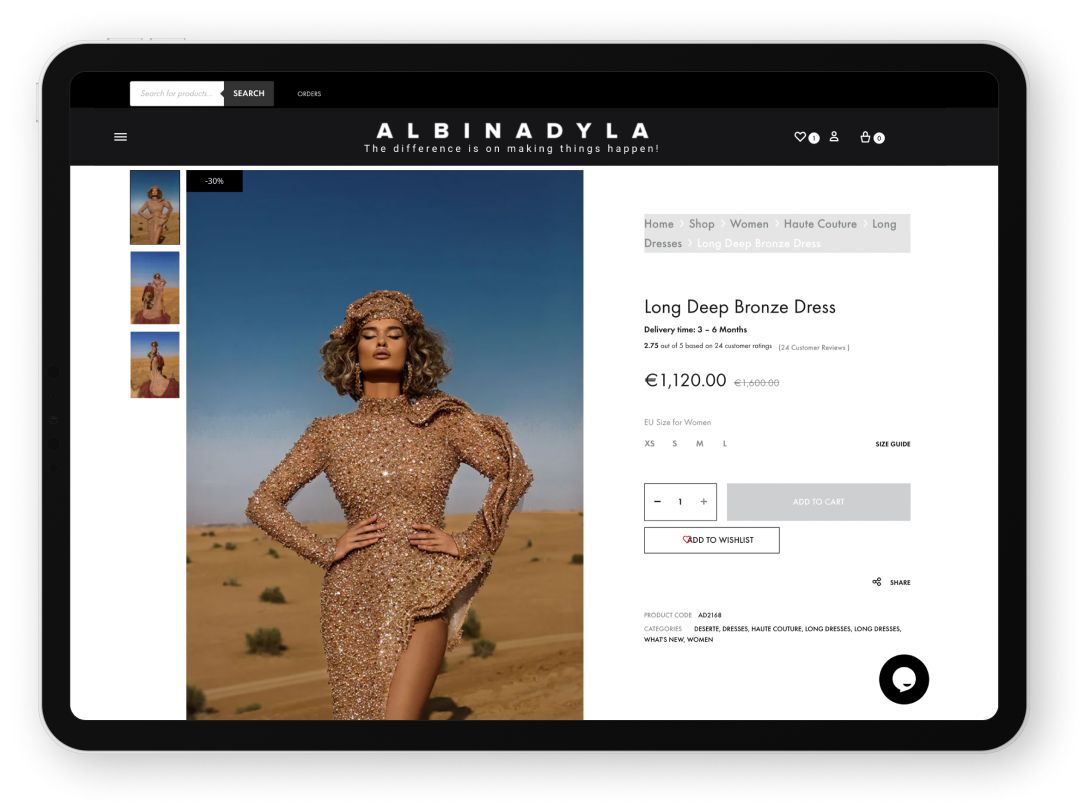 Search for products...
SEARCH
ORDERS
ALBINADYLA
The difference is on making things happen!
1
0
-30%
Home > Shop > Women > Haute Couture > Long
Dresses > Long Deep Bronze Dress
Long Deep Bronze Dress
Delivery time: 3 – 6 Months
2.75 out of 5 based on 24 customer ratings (24 Customer Reviews )
€1,120.00 €1,600.00
EU Size for Women
XS S M L
SIZE GUIDE
− 1 +
ADD TO CART
ADD TO WISHLIST
SHARE
PRODUCT CODE AD2168
CATEGORIES DESERTE, DRESSES, HAUTE COUTURE, LONG DRESSES, LONG DRESSES,
WHAT'S NEW, WOMEN